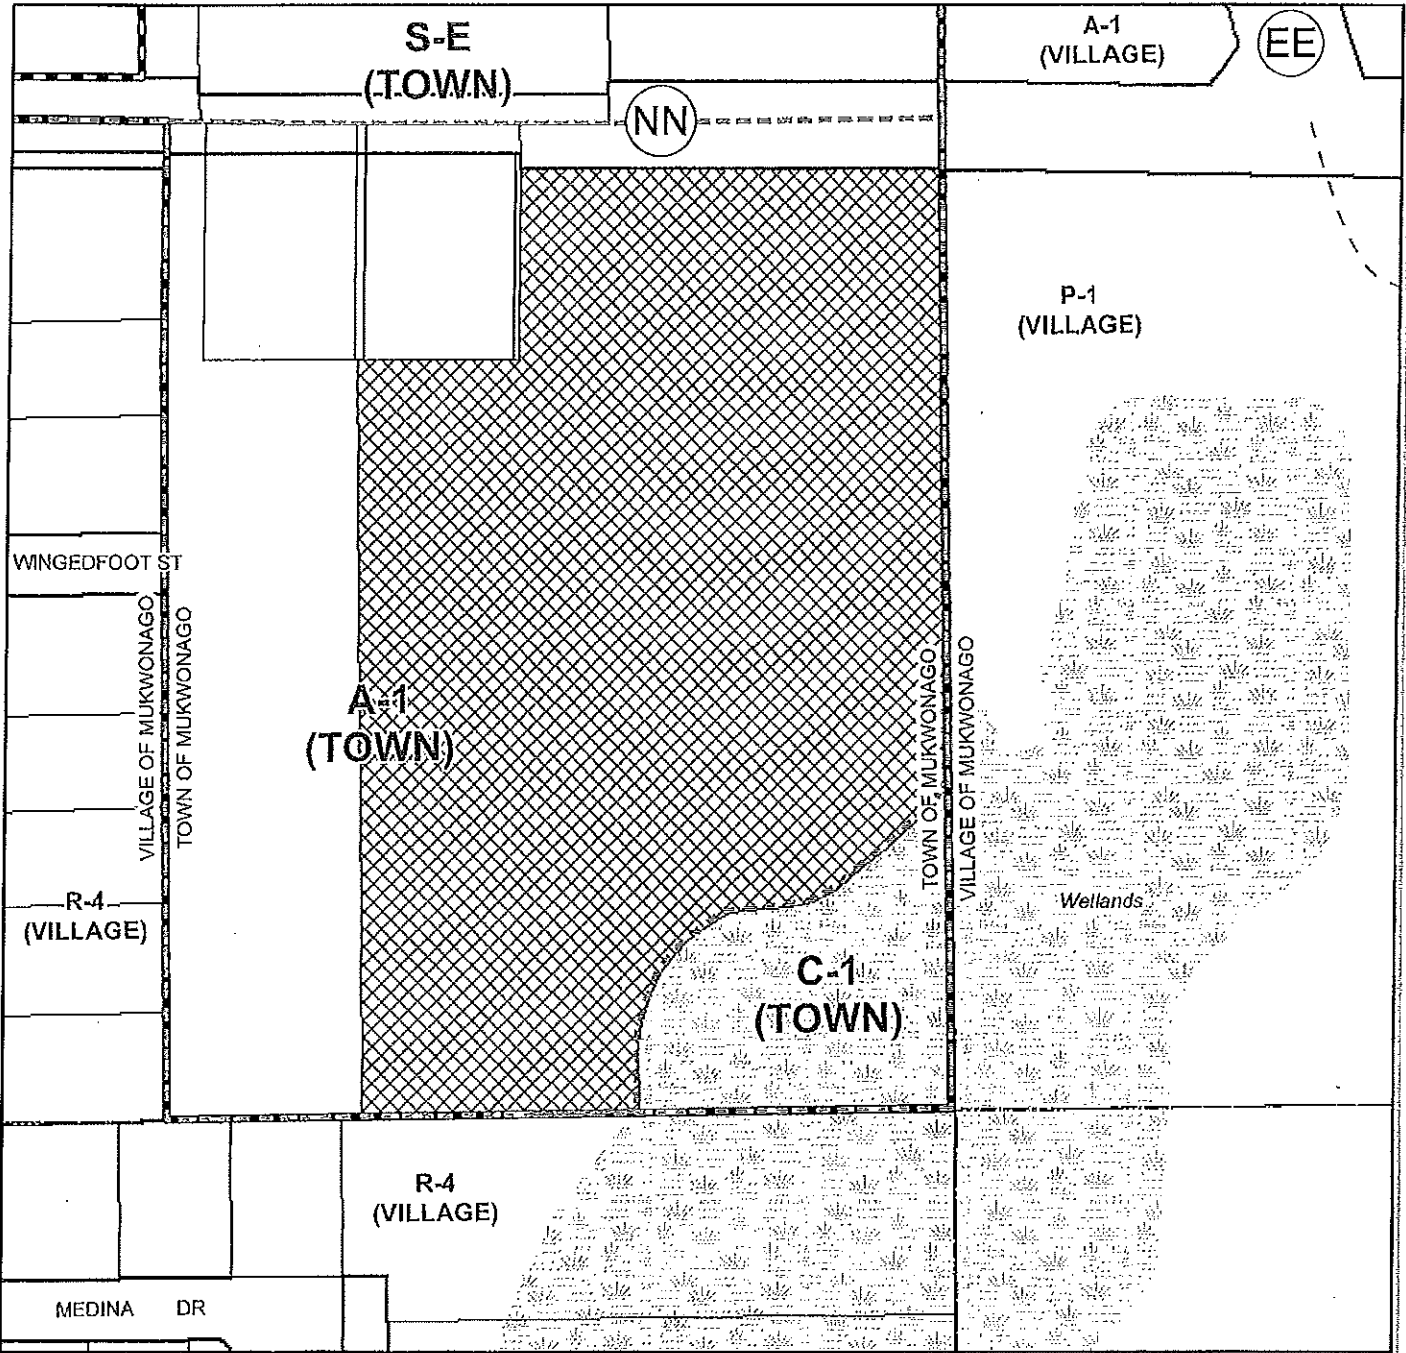 S-E
(TOWN)
A-1
(VILLAGE)
EE
NN
P-1
(VILLAGE)
WINGEDFOOT ST
VILLAGE OF MUKWONAGO
TOWN OF MUKWONAGO
A-1
(TOWN)
TOWN OF MUKWONAGO
VILLAGE OF MUKWONAGO
R-4
(VILLAGE)
Wetlands
C-1
(TOWN)
R-4
(VILLAGE)
MEDINA DR